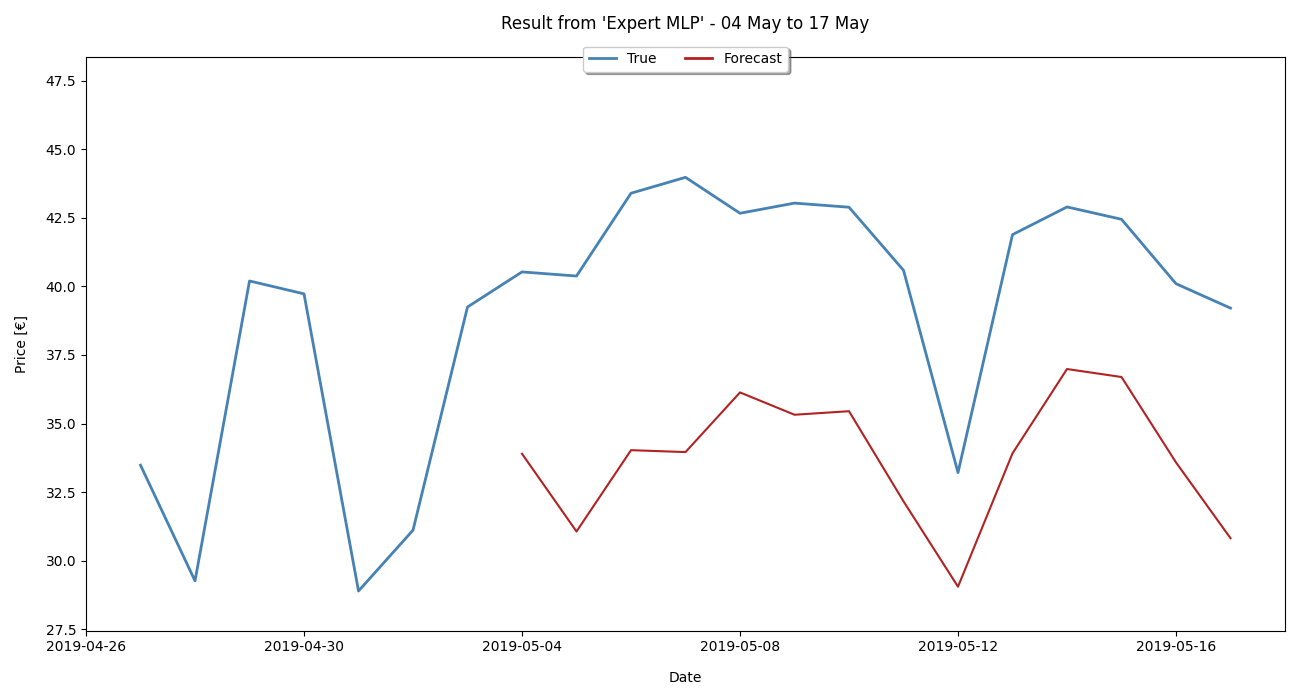 Result from 'Expert MLP' - 04 May to 17 May
True Forecast
47.5
45.0
42.5
40.0
37.5
35.0
32.5
30.0
27.5
Price [€]
2019-04-26 2019-04-30 2019-05-04 2019-05-08 2019-05-12 2019-05-16
Date